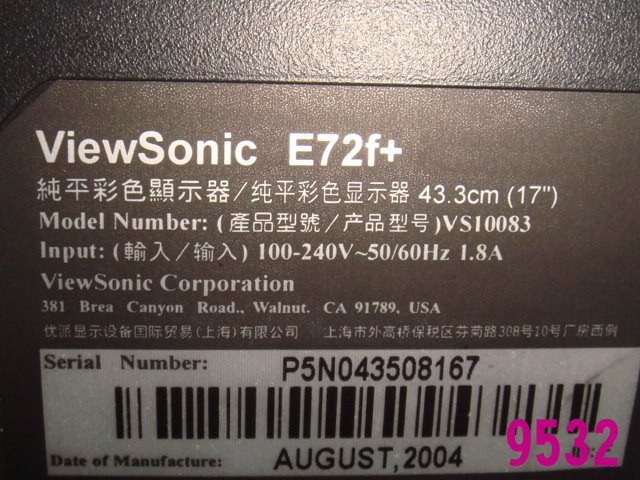 ViewSonic E72f+
純平彩色顯示器/纯平彩色显示器 43.3cm (17")
Model Number: (產品型號/产品型号)VS10083
Input: (輸入/输入) 100-240V~50/60Hz 1.8A
ViewSonic Corporation
381 Brea Canyon Road., Walnut. CA 91789. USA
优派显示设备国际贸易(上海)有限公司 上海市外高桥保税区芬菊路308号10号厂房西侧
Serial Number: P5N043508167
Date of Manufacture: AUGUST,2004
9532